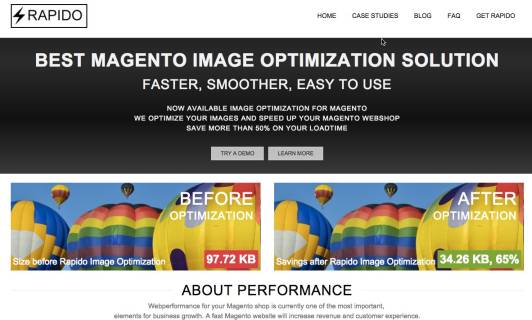 RAPIDO
HOME CASE STUDIES BLOG FAQ GET RAPIDO
BEST MAGENTO IMAGE OPTIMIZATION SOLUTION
FASTER, SMOOTHER, EASY TO USE
NOW AVAILABLE IMAGE OPTIMIZATION FOR MAGENTO
WE OPTIMIZE YOUR IMAGES AND SPEED UP YOUR MAGENTO WEBSHOP
SAVE MORE THAN 50% ON YOUR LOADTIME
TRY A DEMO LEARN MORE
BEFORE
OPTIMIZATION
Size before Rapido Image Optimization 97.72 KB
AFTER
OPTIMIZATION
Savings after Rapido Image Optimization 34.26 KB, 65%
ABOUT PERFORMANCE
Webperformance for your Magento shop is currently one of the most important,
elements for business growth. A fast Magento website will increase revenue and customer experience.